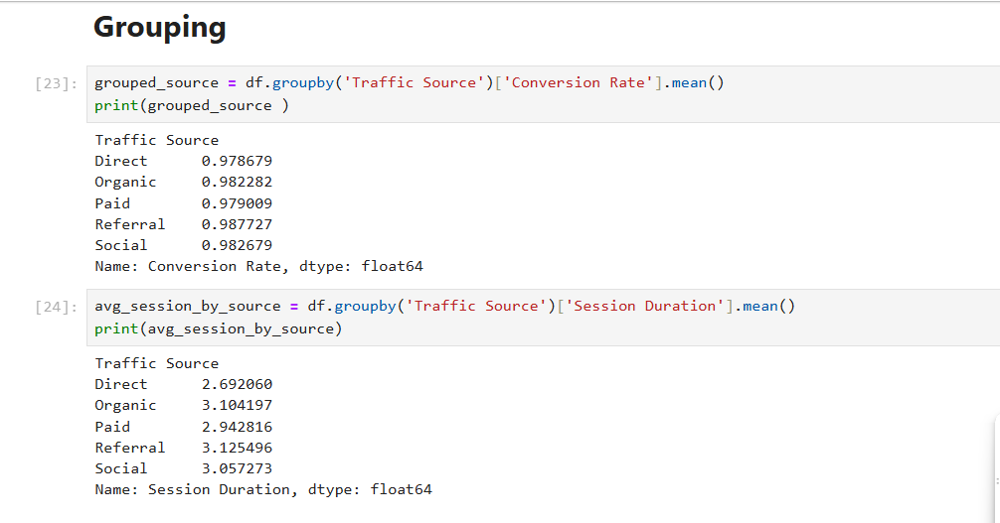 Grouping
[23]: grouped_source = df.groupby('Traffic Source')['Conversion Rate'].mean()
print(grouped_source )
Traffic Source
Direct      0.978679
Organic     0.982282
Paid        0.979009
Referral    0.987727
Social      0.982679
Name: Conversion Rate, dtype: float64
[24]: avg_session_by_source = df.groupby('Traffic Source')['Session Duration'].mean()
print(avg_session_by_source)
Traffic Source
Direct      2.692060
Organic     3.104197
Paid        2.942816
Referral    3.125496
Social      3.057273
Name: Session Duration, dtype: float64